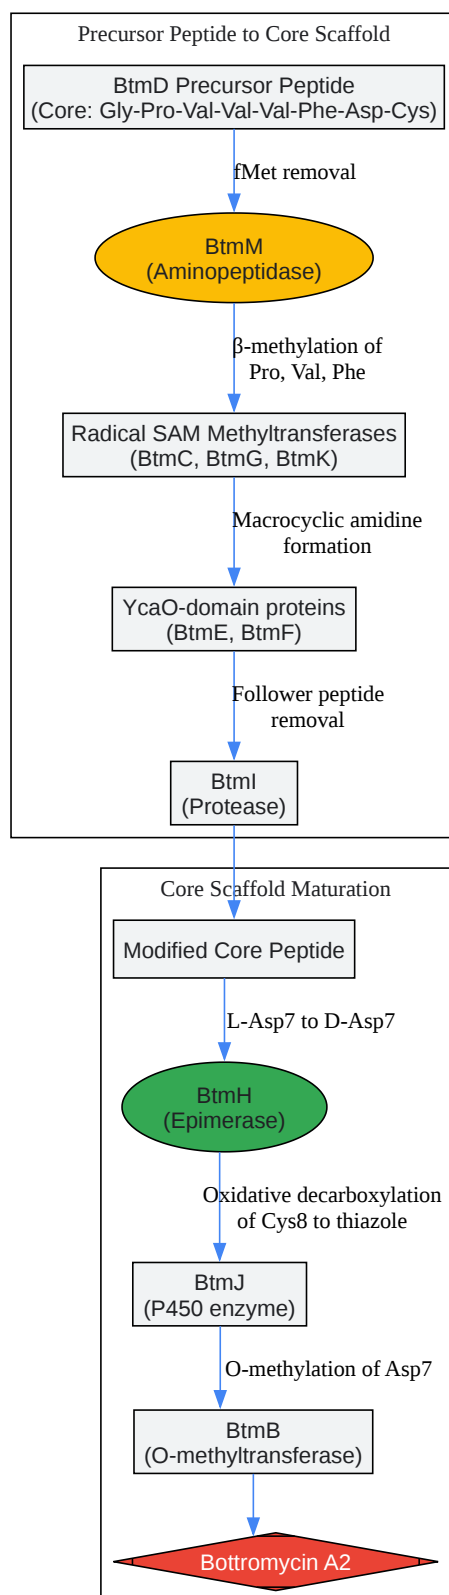 Precursor Peptide to Core Scaffold
BtmD Precursor Peptide
(Core: Gly-Pro-Val-Val-Val-Phe-Asp-Cys)
fMet removal
BtmM
(Aminopeptidase)
β-methylation of
Pro, Val, Phe
Radical SAM Methyltransferases
(BtmC, BtmG, BtmK)
Macrocyclic amidine
formation
YcaO-domain proteins
(BtmE, BtmF)
Follower peptide
removal
BtmI
(Protease)
Core Scaffold Maturation
Modified Core Peptide
L-Asp7 to D-Asp7
BtmH
(Epimerase)
Oxidative decarboxylation
of Cys8 to thiazole
BtmJ
(P450 enzyme)
O-methylation of Asp7
BtmB
(O-methyltransferase)
Bottromycin A2